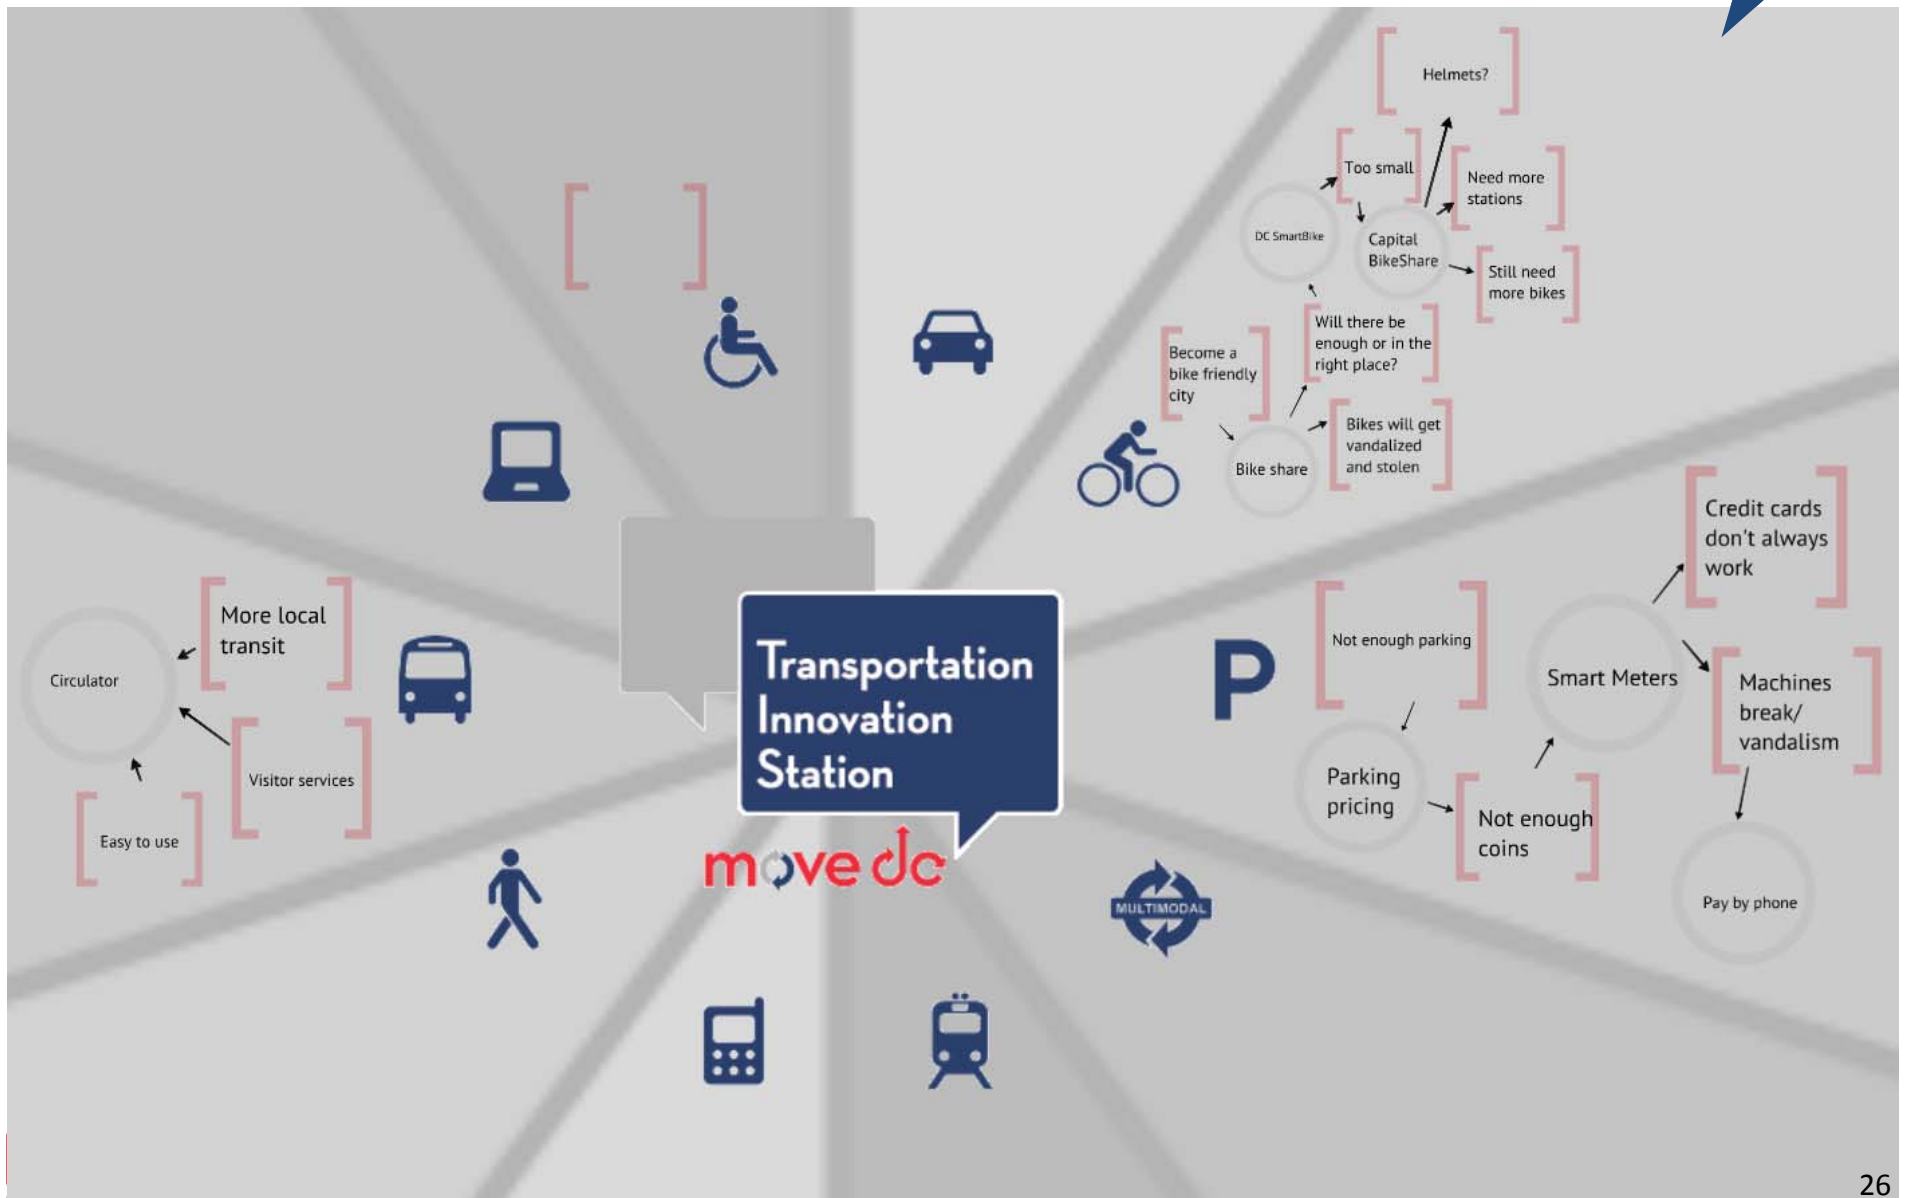 Helmets?
Too small
Need more
stations
DC SmartBike
Capital
BikeShare
Still need
more bikes
Will there be
enough or in the
right place?
Become a
bike friendly
city
Bikes will get
vandalized
and stolen
Bike share
Credit cards
don't always
work
Not enough parking
Smart Meters
Machines
break/
vandalism
Parking
pricing
Not enough
coins
Pay by phone
More local
transit
Circulator
Visitor services
Easy to use
Transportation
Innovation
Station
move dc
MULTIMODAL
P
26